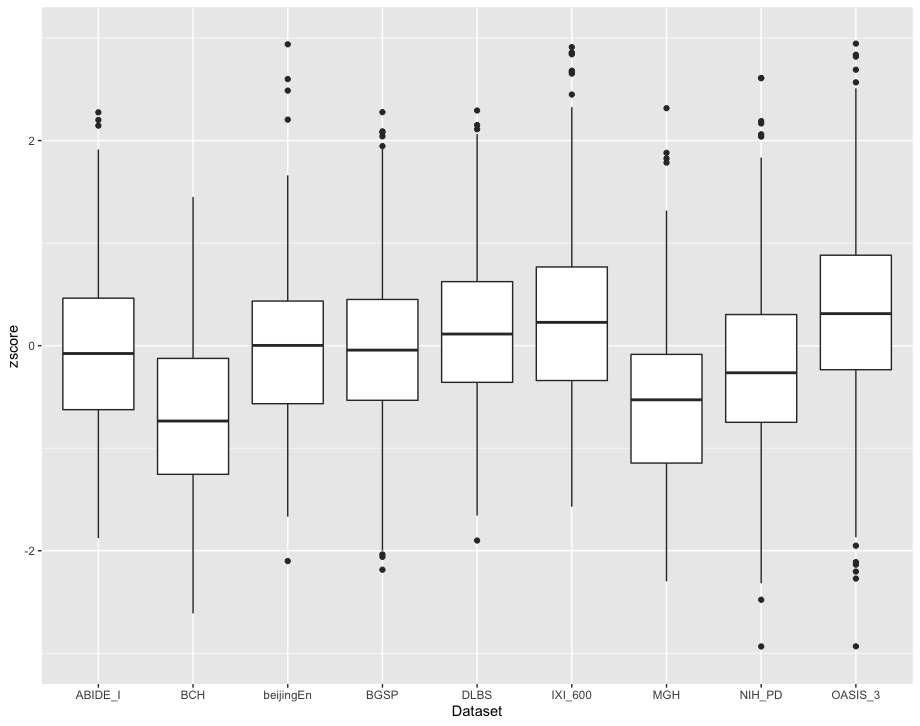 zscore
2
0
-2
ABIDE_I BCH beijingEn BGSP DLBS IXI_600 MGH NIH_PD OASIS_3
Dataset